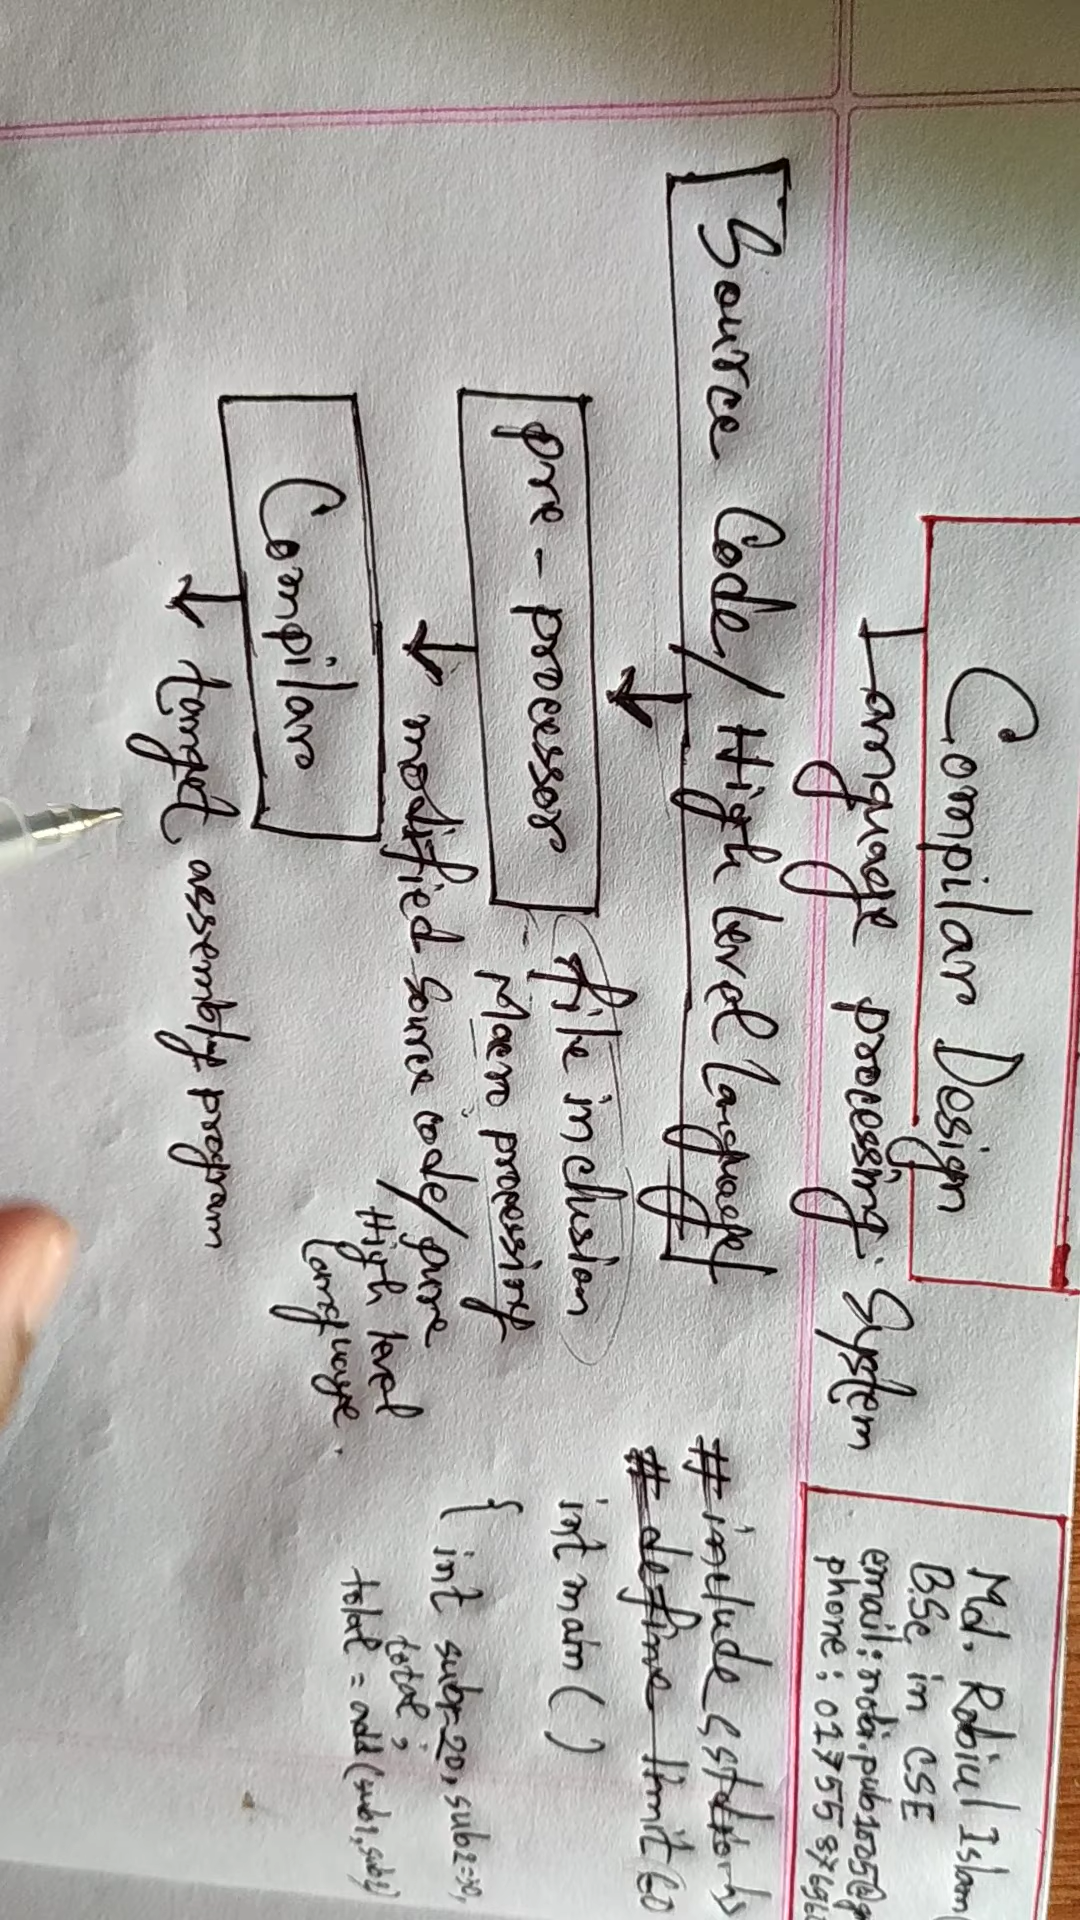 Compilar Design
Language processing System
Md. Robiul Islam
B.Sc in CSE
phone: 01755
Source Code/ High level language
pre-processor
file inclusion
Macro processing
modified source code/pure
High level
language.
Compilar
target assembly program
#include <stdio.h>
#define limit 60
int main()
{ int sub1=20, sub2=30,
total;
total = add(sub1, sub2)